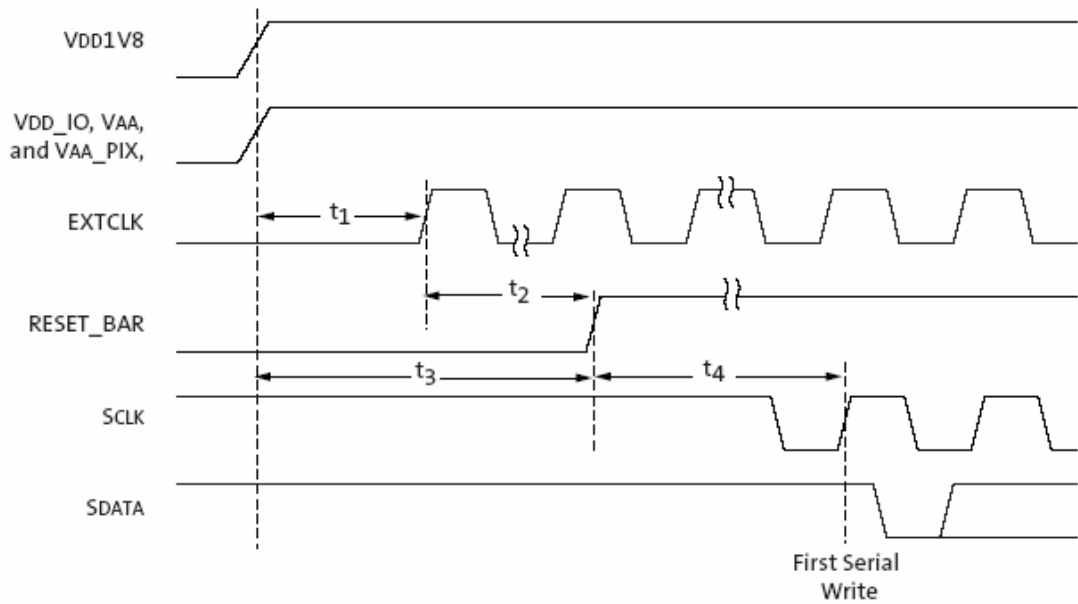 VDD1V8
VDD_IO, VAA,
and VAA_PIX,
EXTCLK
t1
t2
RESET_BAR
t3
t4
SCLK
SDATA
First Serial
Write